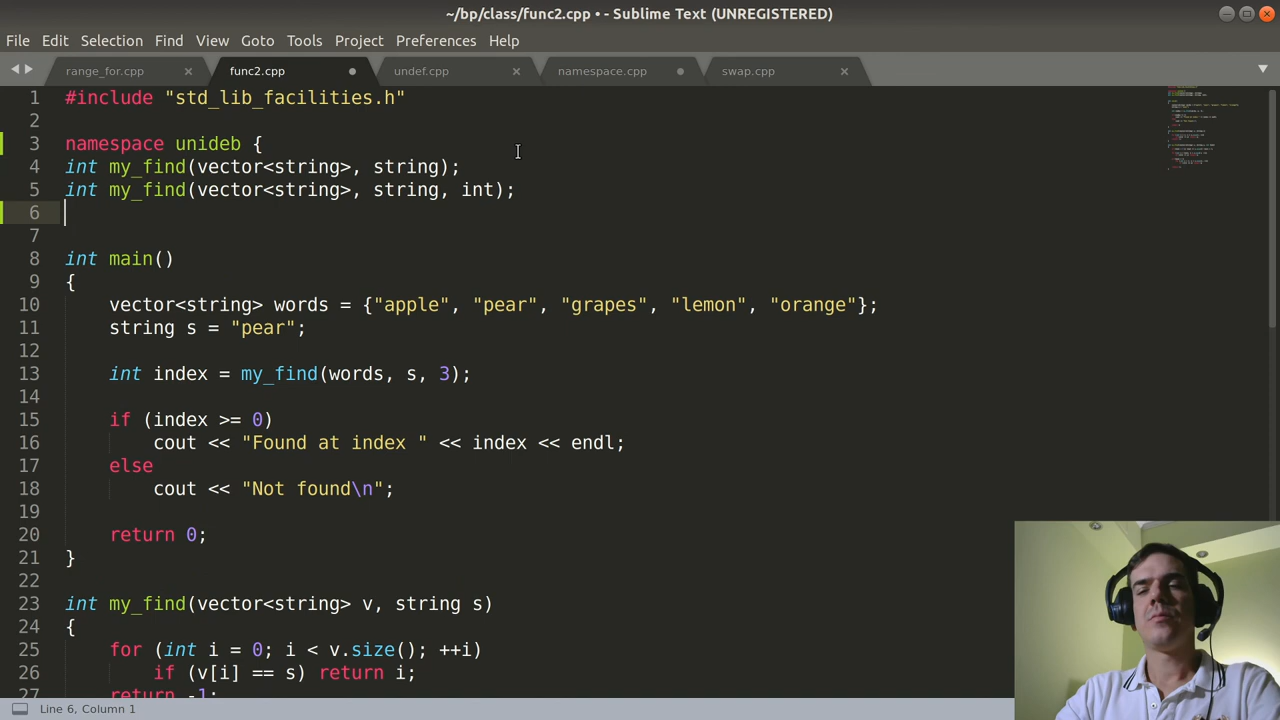 ~/bp/class/func2.cpp • - Sublime Text (UNREGISTERED)
File Edit Selection Find View Goto Tools Project Preferences Help
range_for.cpp func2.cpp undef.cpp namespace.cpp swap.cpp
1 #include "std_lib_facilities.h"
2
3 namespace unideb {
4 int my_find(vector<string>, string);
5 int my_find(vector<string>, string, int);
6
7
8 int main()
9 {
10 vector<string> words = {"apple", "pear", "grapes", "lemon", "orange"};
11 string s = "pear";
12
13 int index = my_find(words, s, 3);
14
15 if (index >= 0)
16 cout << "Found at index " << index << endl;
17 else
18 cout << "Not found\n";
19
20 return 0;
21 }
22
23 int my_find(vector<string> v, string s)
24 {
25 for (int i = 0; i < v.size(); ++i)
26 if (v[i] == s) return i;
27 return -1;
Line 6, Column 1